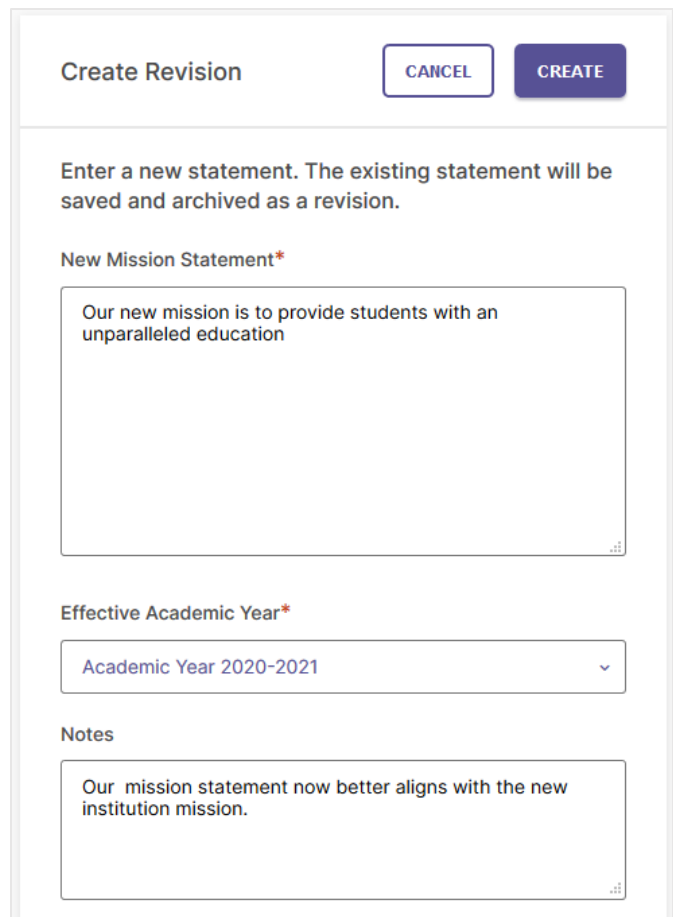 Create Revision
CANCEL
CREATE
Enter a new statement. The existing statement will be
saved and archived as a revision.
New Mission Statement*
Our new mission is to provide students with an
unparalleled education
Effective Academic Year*
Academic Year 2020-2021
Notes
Our  mission statement now better aligns with the new
institution mission.